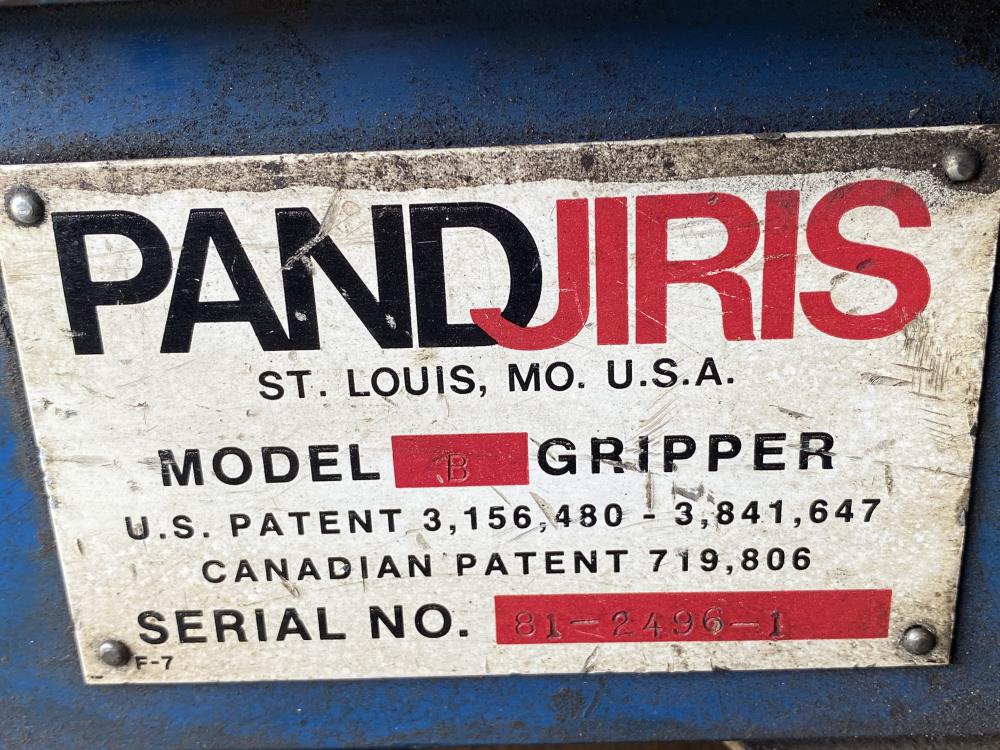 PANDJIRIS
ST. LOUIS, MO. U.S.A.
MODEL B GRIPPER
U.S. PATENT 3,156,480 - 3,841,647
CANADIAN PATENT 719,806
SERIAL NO. 81-2496-1
F-7